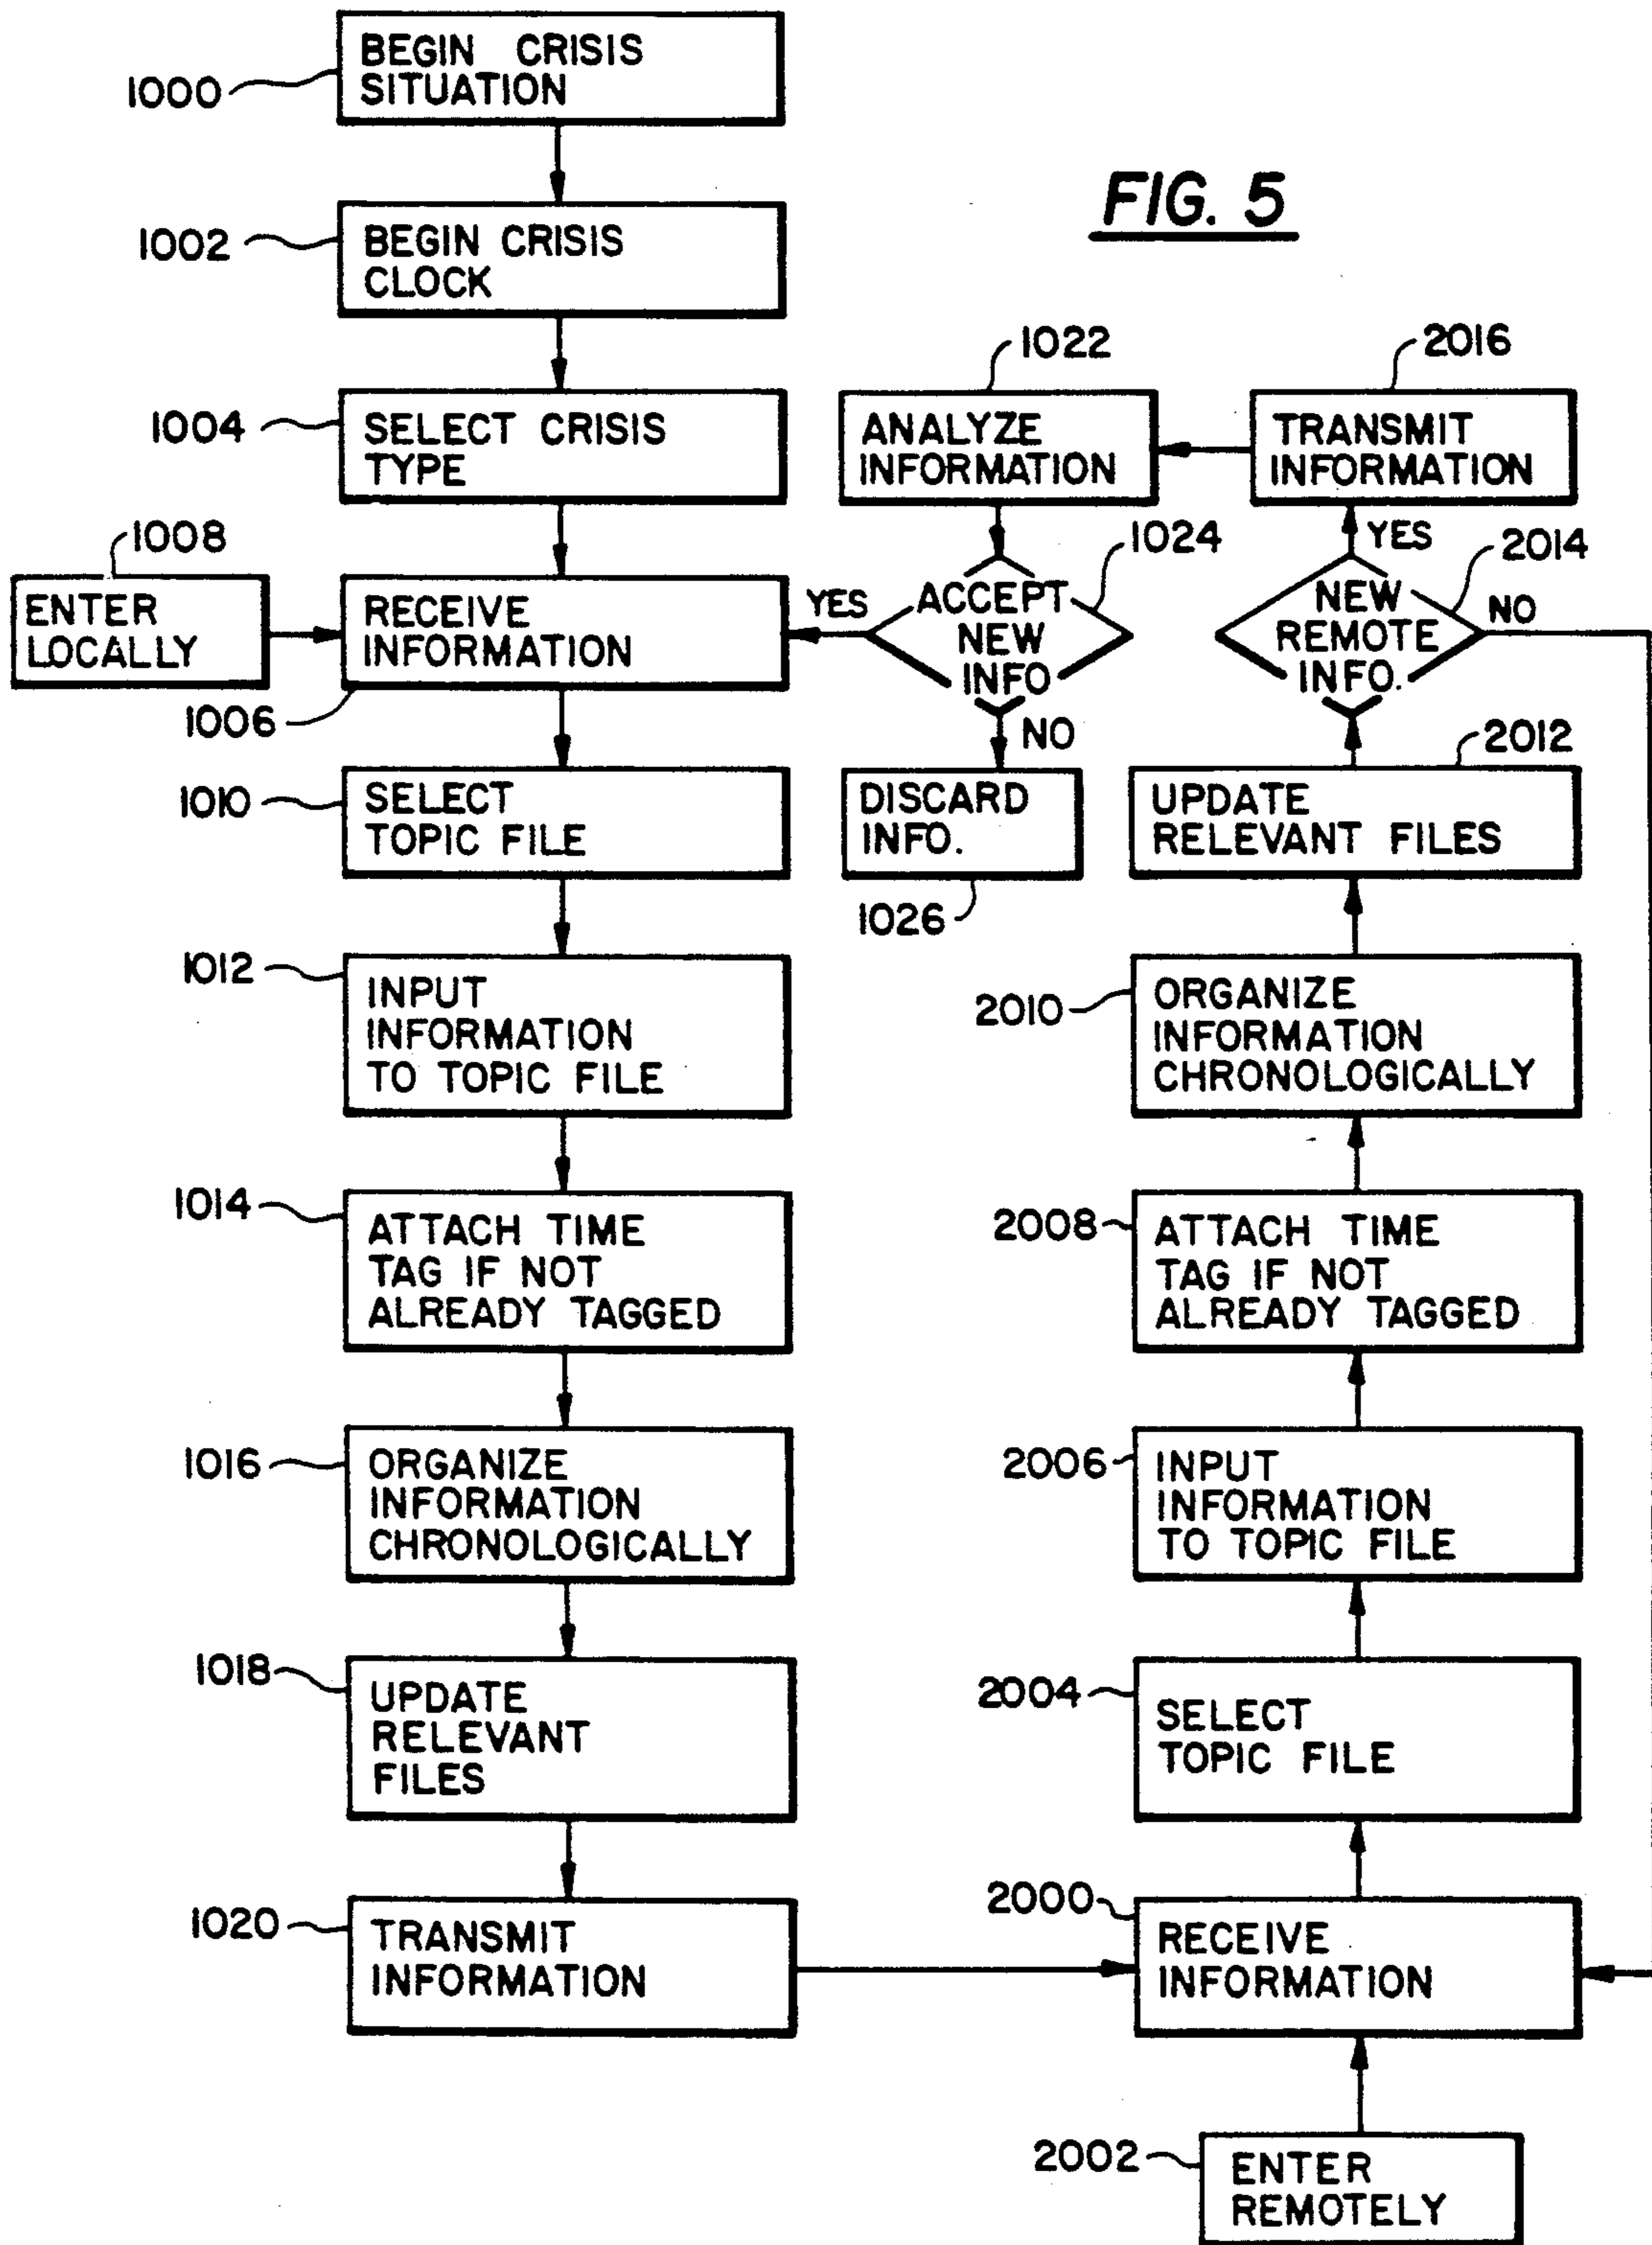 FIG. 5
1000
BEGIN CRISIS
SITUATION
1002
BEGIN CRISIS
CLOCK
1004
SELECT CRISIS
TYPE
1008
ENTER
LOCALLY
RECEIVE
INFORMATION
1006
1010
SELECT
TOPIC FILE
1012
INPUT
INFORMATION
TO TOPIC FILE
1014
ATTACH TIME
TAG IF NOT
ALREADY TAGGED
1016
ORGANIZE
INFORMATION
CHRONOLOGICALLY
1018
UPDATE
RELEVANT
FILES
1020
TRANSMIT
INFORMATION
1022
ANALYZE
INFORMATION
1024
ACCEPT
NEW
INFO
YES
NO
DISCARD
INFO.
1026
2016
TRANSMIT
INFORMATION
YES
2014
NEW
REMOTE
INFO.
NO
2012
UPDATE
RELEVANT FILES
2010
ORGANIZE
INFORMATION
CHRONOLOGICALLY
2008
ATTACH TIME
TAG IF NOT
ALREADY TAGGED
2006
INPUT
INFORMATION
TO TOPIC FILE
2004
SELECT
TOPIC FILE
2000
RECEIVE
INFORMATION
2002
ENTER
REMOTELY